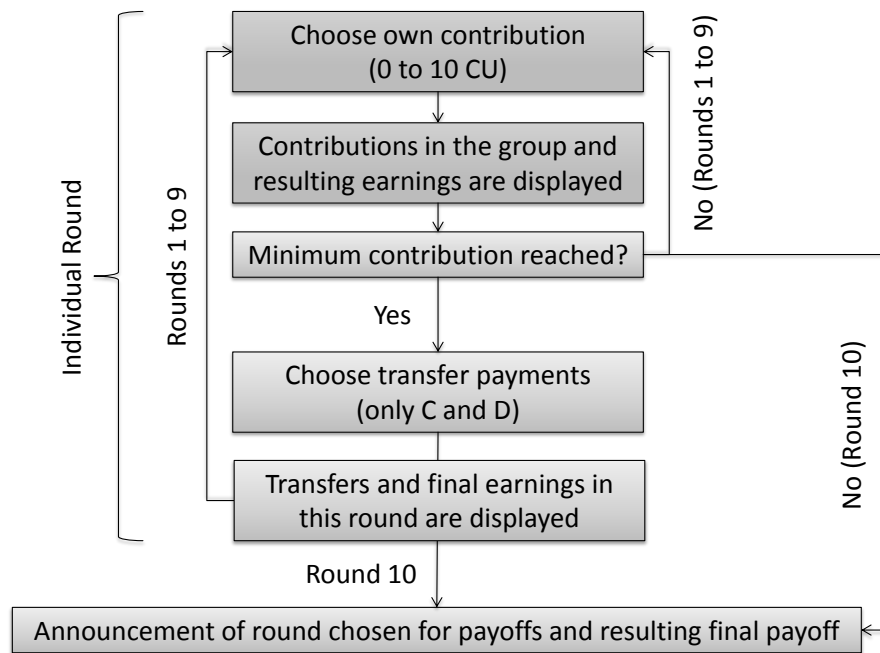 Choose own contribution
(0 to 10 CU)
Contributions in the group and
resulting earnings are displayed
Minimum contribution reached?
Yes
Choose transfer payments
(only C and D)
Transfers and final earnings in
this round are displayed
Round 10
Announcement of round chosen for payoffs and resulting final payoff
Individual Round
Rounds 1 to 9
No (Rounds 1 to 9)
No (Round 10)